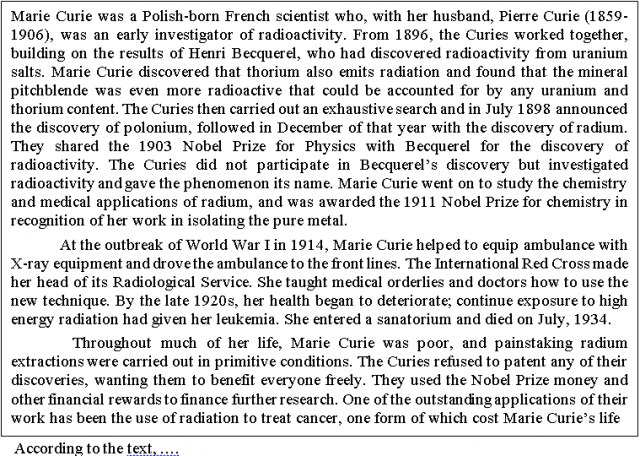 Marie Curie was a Polish-born French scientist who, with her husband, Pierre Curie (1859-
1906), was an early investigator of radioactivity. From 1896, the Curies worked together,
building on the results of Henri Becquerel, who had discovered radioactivity from uranium
salts. Marie Curie discovered that thorium also emits radiation and found that the mineral
pitchblende was even more radioactive that could be accounted for by any uranium and
thorium content. The Curies then carried out an exhaustive search and in July 1898 announced
the discovery of polonium, followed in December of that year with the discovery of radium.
They shared the 1903 Nobel Prize for Physics with Becquerel for the discovery of
radioactivity. The Curies did not participate in Becquerel's discovery but investigated
radioactivity and gave the phenomenon its name. Marie Curie went on to study the chemistry
and medical applications of radium, and was awarded the 1911 Nobel Prize for chemistry in
recognition of her work in isolating the pure metal.
At the outbreak of World War I in 1914, Marie Curie helped to equip ambulance with
X-ray equipment and drove the ambulance to the front lines. The International Red Cross made
her head of its Radiological Service. She taught medical orderlies and doctors how to use the
new technique. By the late 1920s, her health began to deteriorate; continue exposure to high
energy radiation had given her leukemia. She entered a sanatorium and died on July, 1934.
Throughout much of her life, Marie Curie was poor, and painstaking radium
extractions were carried out in primitive conditions. The Curies refused to patent any of their
discoveries, wanting them to benefit everyone freely. They used the Nobel Prize money and
other financial rewards to finance further research. One of the outstanding applications of their
work has been the use of radiation to treat cancer, one form of which cost Marie Curie's life
According to the text, ....